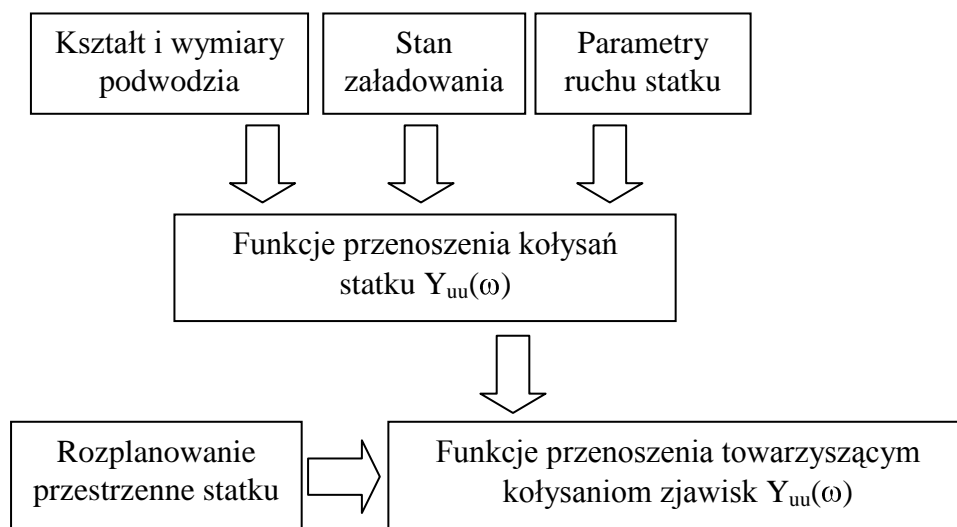 Kształt i wymiary
podwodzia
Stan
załadowania
Parametry
ruchu statku
Funkcje przenoszenia kołysań
statku Yuu(ω)
Rozplanowanie
przestrzenne statku
Funkcje przenoszenia towarzyszącym
kołysaniom zjawisk Yuu(ω)